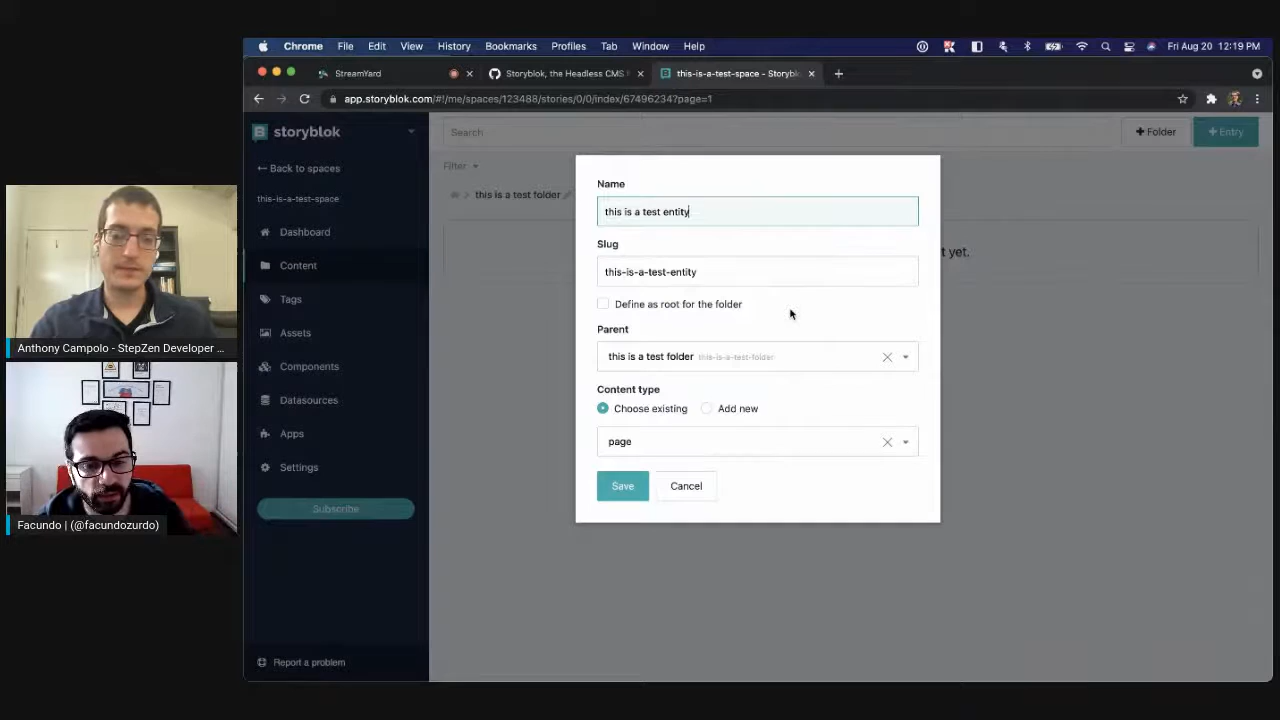 Chrome File Edit View History Bookmarks Profiles Tab Window Help Fri Aug 20 12:19 PM
StreamYard
Storyblok, the Headless CMS
this-is-a-test-space - Storyblo
app.storyblok.com/#!/me/spaces/123488/stories/0/0/index/67496234?page=1
storyblok
Search
+ Folder
+ Entry
Back to spaces
Filter
this-is-a-test-space
this is a test folder
Dashboard
Content
Tags
Assets
Components
Datasources
Apps
Settings
Subscribe
Report a problem
Name
this is a test entity
Slug
this-is-a-test-entity
t yet.
Define as root for the folder
Parent
this is a test folder this-is-a-test-folder
Content type
Choose existing Add new
page
Save Cancel
Anthony Campolo - StepZen Developer ...
Facundo | (@facundozurdo)